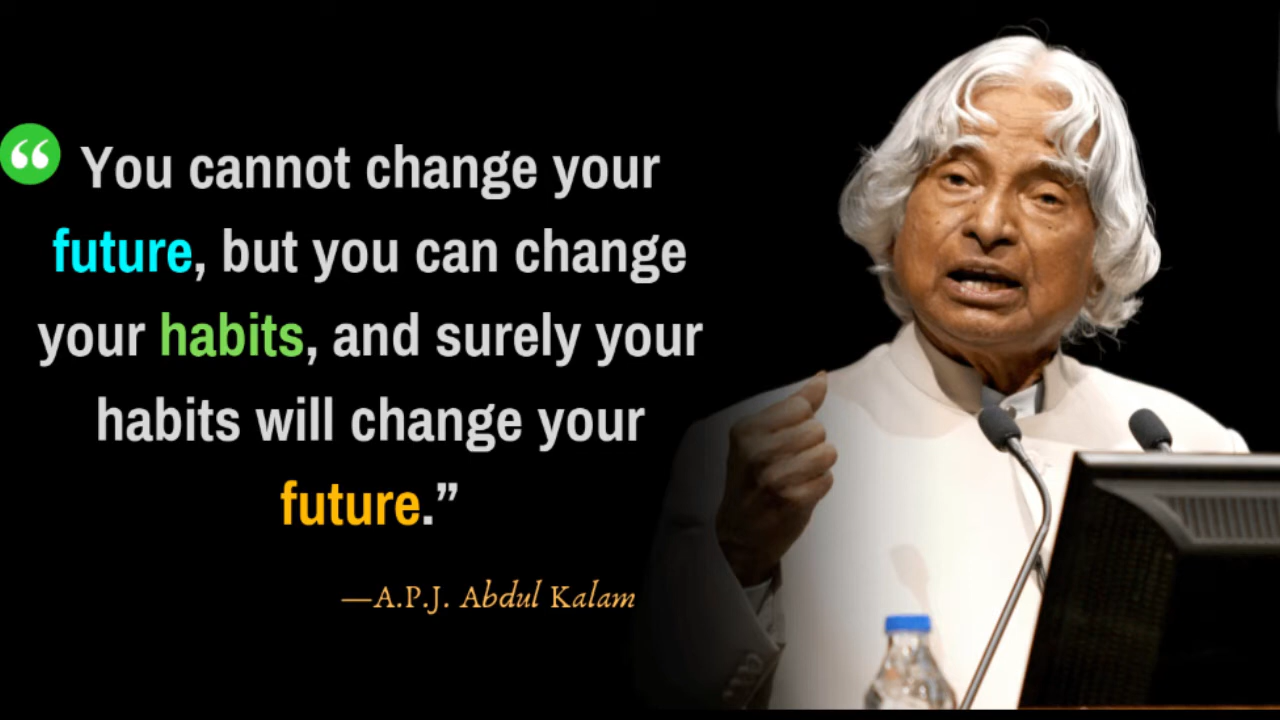 “ You cannot change your
future, but you can change
your habits, and surely your
habits will change your
future.”
—A.P.J. Abdul Kalam